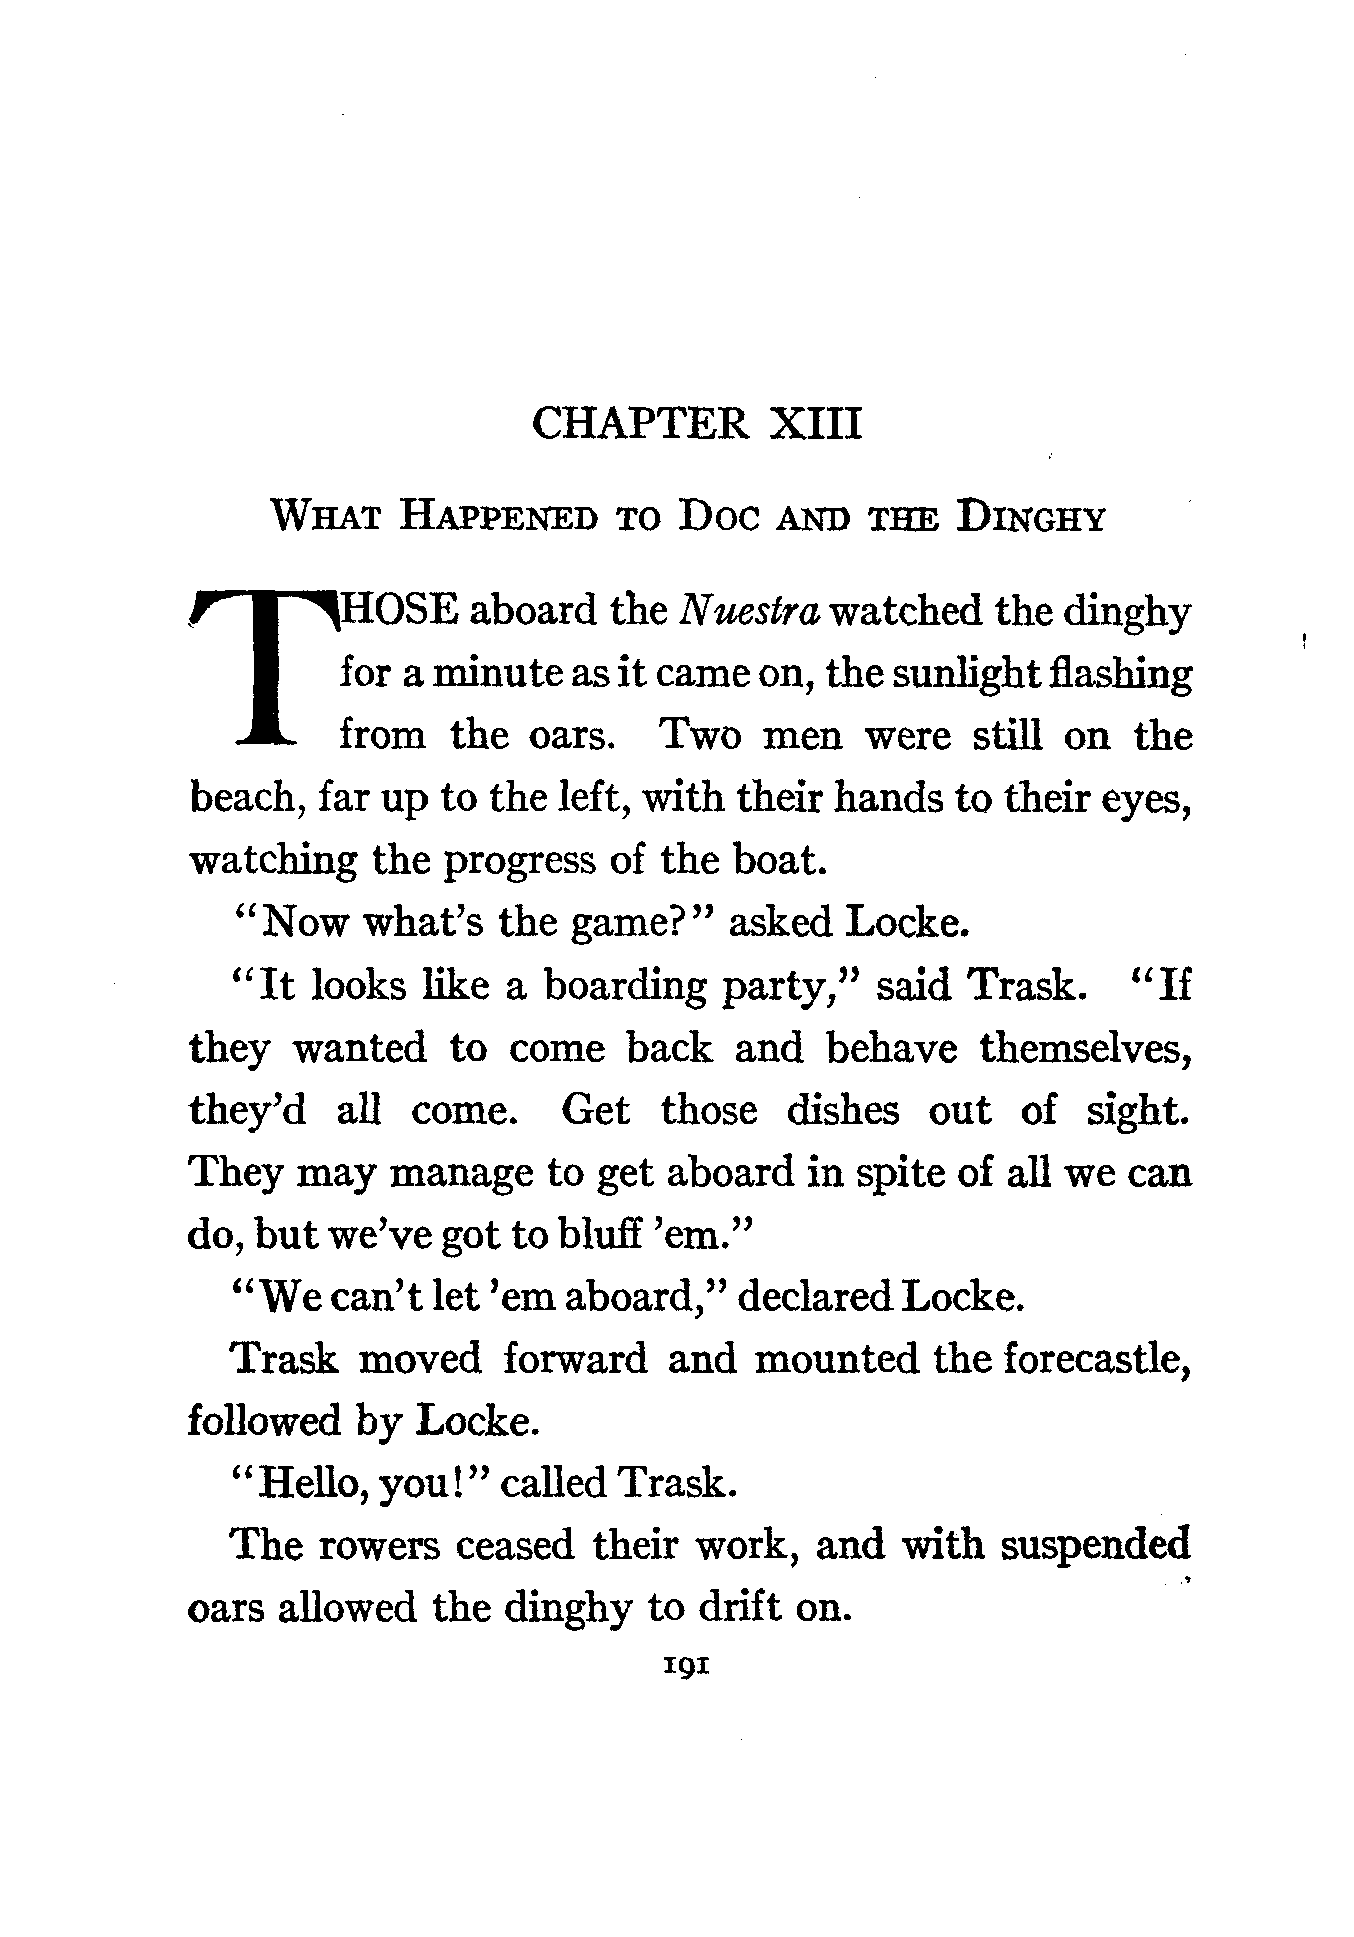 CHAPTER XIII
What Happened to Doc and the Dinghy
THOSE aboard the Nuestra watched the dinghy
for a minute as it came on, the sunlight flashing
from the oars. Two men were still on the
beach, far up to the left, with their hands to their eyes,
watching the progress of the boat.
“Now what’s the game?” asked Locke.
“It looks like a boarding party,” said Trask. “If
they wanted to come back and behave themselves,
they’d all come. Get those dishes out of sight.
They may manage to get aboard in spite of all we can
do, but we’ve got to bluff ’em.”
“We can’t let ’em aboard,” declared Locke.
Trask moved forward and mounted the forecastle,
followed by Locke.
“Hello, you!” called Trask.
The rowers ceased their work, and with suspended
oars allowed the dinghy to drift on.
191